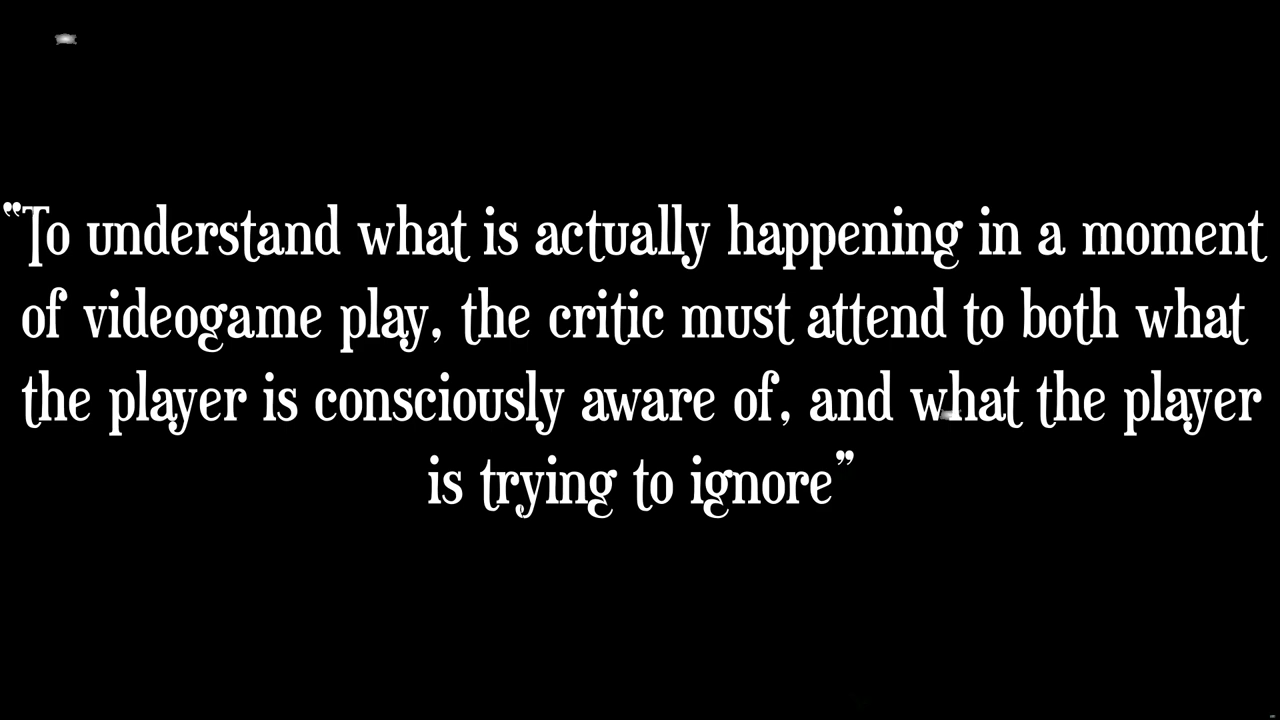 "To understand what is actually happening in a moment
of videogame play, the critic must attend to both what
the player is consciously aware of, and what the player
is trying to ignore"